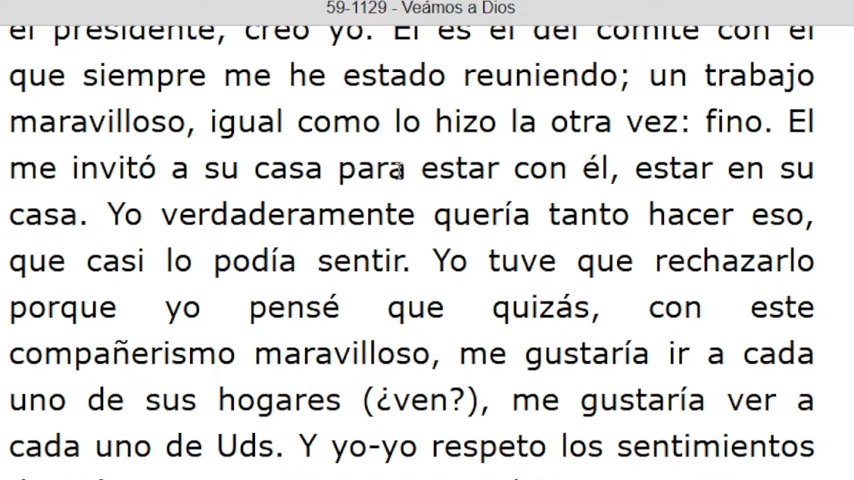 59-1129 - Veámos a Dios
el presidente, creo yo. El es el del comité con el
que siempre me he estado reuniendo; un trabajo
maravilloso, igual como lo hizo la otra vez: fino. El
me invitó a su casa para estar con él, estar en su
casa. Yo verdaderamente quería tanto hacer eso,
que casi lo podía sentir. Yo tuve que rechazarlo
porque yo pensé que quizás, con este
compañerismo maravilloso, me gustaría ir a cada
uno de sus hogares (¿ven?), me gustaría ver a
cada uno de Uds. Y yo-yo respeto los sentimientos